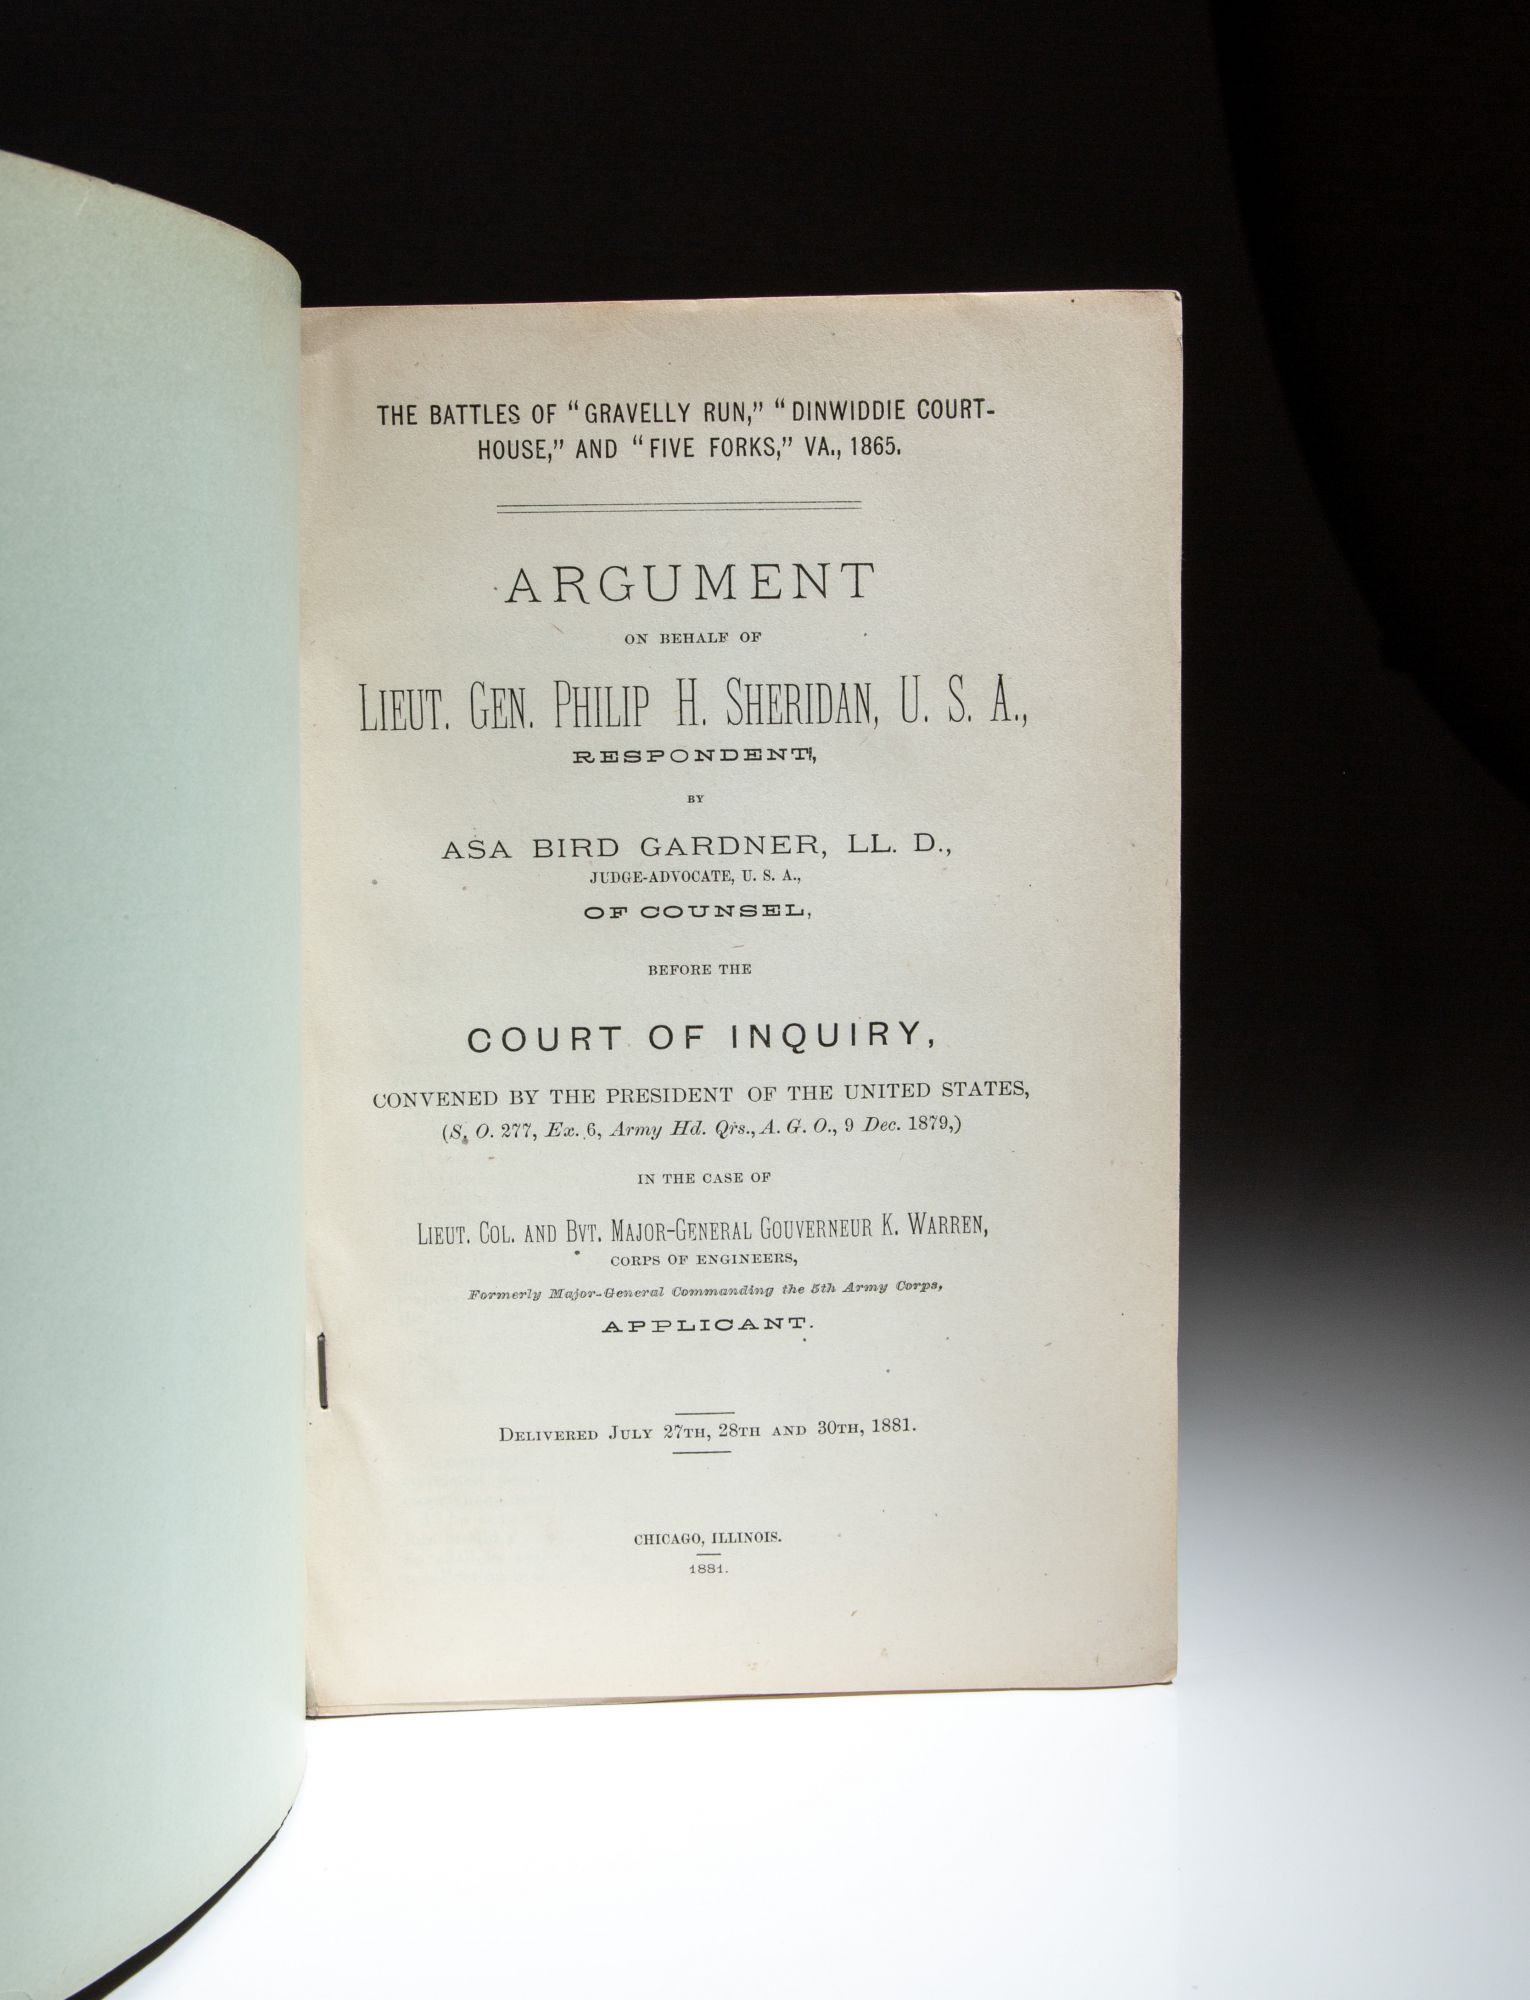 THE BATTLES OF “GRAVELLY RUN,” “DINWIDDIE COURT-
HOUSE,” AND “FIVE FORKS,” VA., 1865.
ARGUMENT
ON BEHALF OF
LIEUT. GEN. PHILIP H. SHERIDAN, U. S. A.,
RESPONDENT,
BY
ASA BIRD GARDNER, LL. D.,
JUDGE-ADVOCATE, U. S. A.,
OF COUNSEL,
BEFORE THE
COURT OF INQUIRY,
CONVENED BY THE PRESIDENT OF THE UNITED STATES,
(S. O. 277, Ex. 6, Army Hd. Qrs., A. G. O., 9 Dec. 1879,)
IN THE CASE OF
LIEUT. COL. AND BVT. MAJOR-GENERAL GOUVERNEUR K. WARREN,
CORPS OF ENGINEERS,
Formerly Major-General Commanding the 5th Army Corps,
APPLICANT.
DELIVERED JULY 27TH, 28TH AND 30TH, 1881.
CHICAGO, ILLINOIS.
1881.